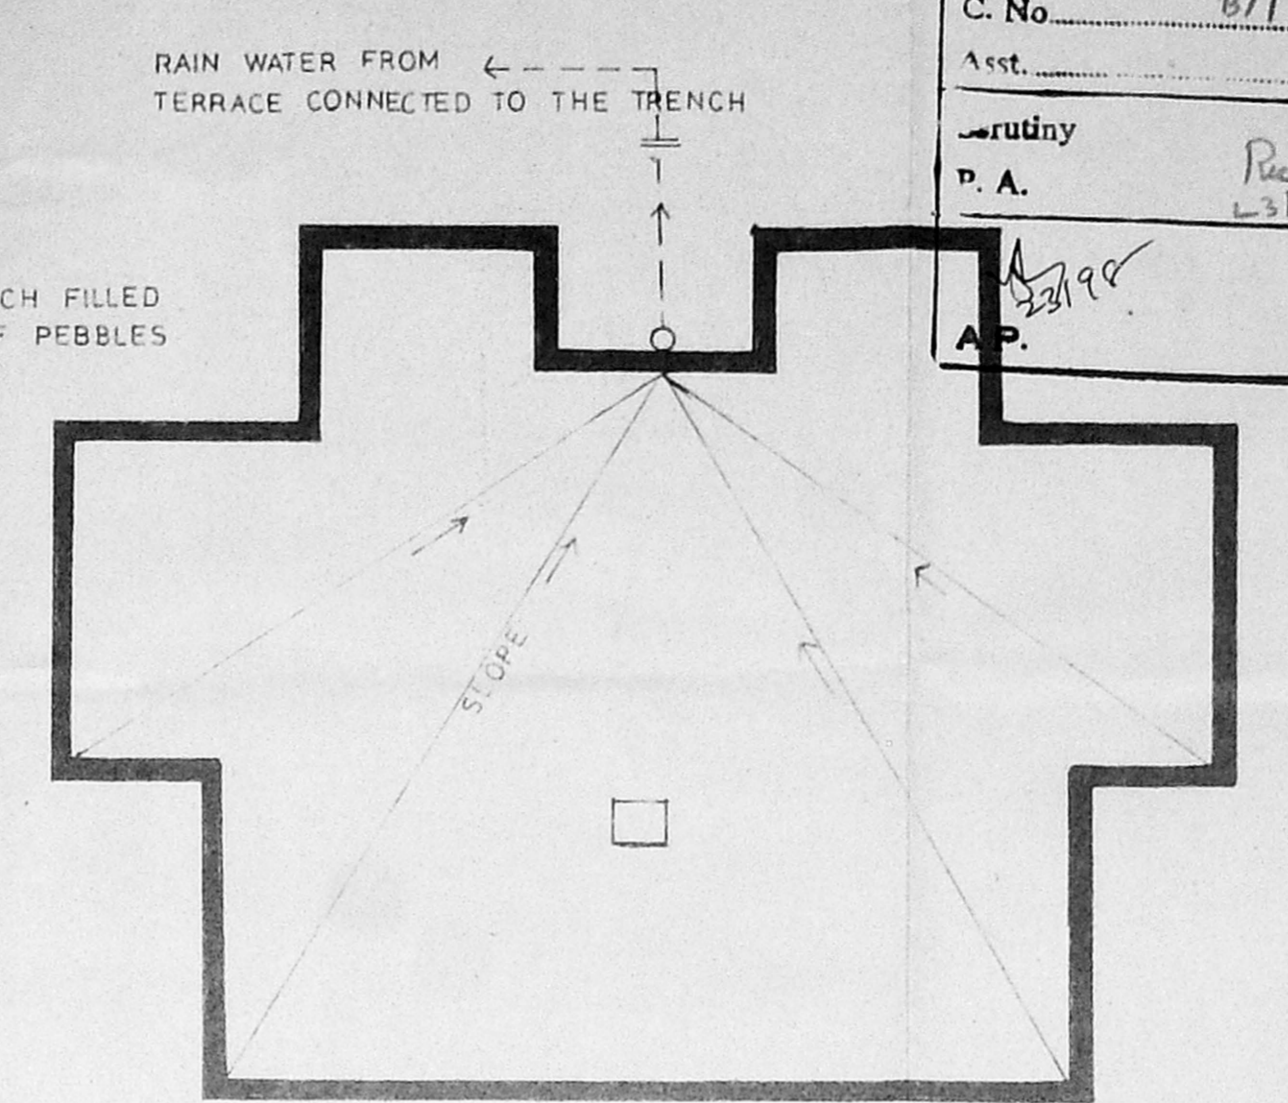 RAIN WATER FROM
TERRACE CONNECTED TO THE TRENCH
CH FILLED
PEBBLES
SLOPE
C. No
Asst.
rutiny
P. A.
A.P.